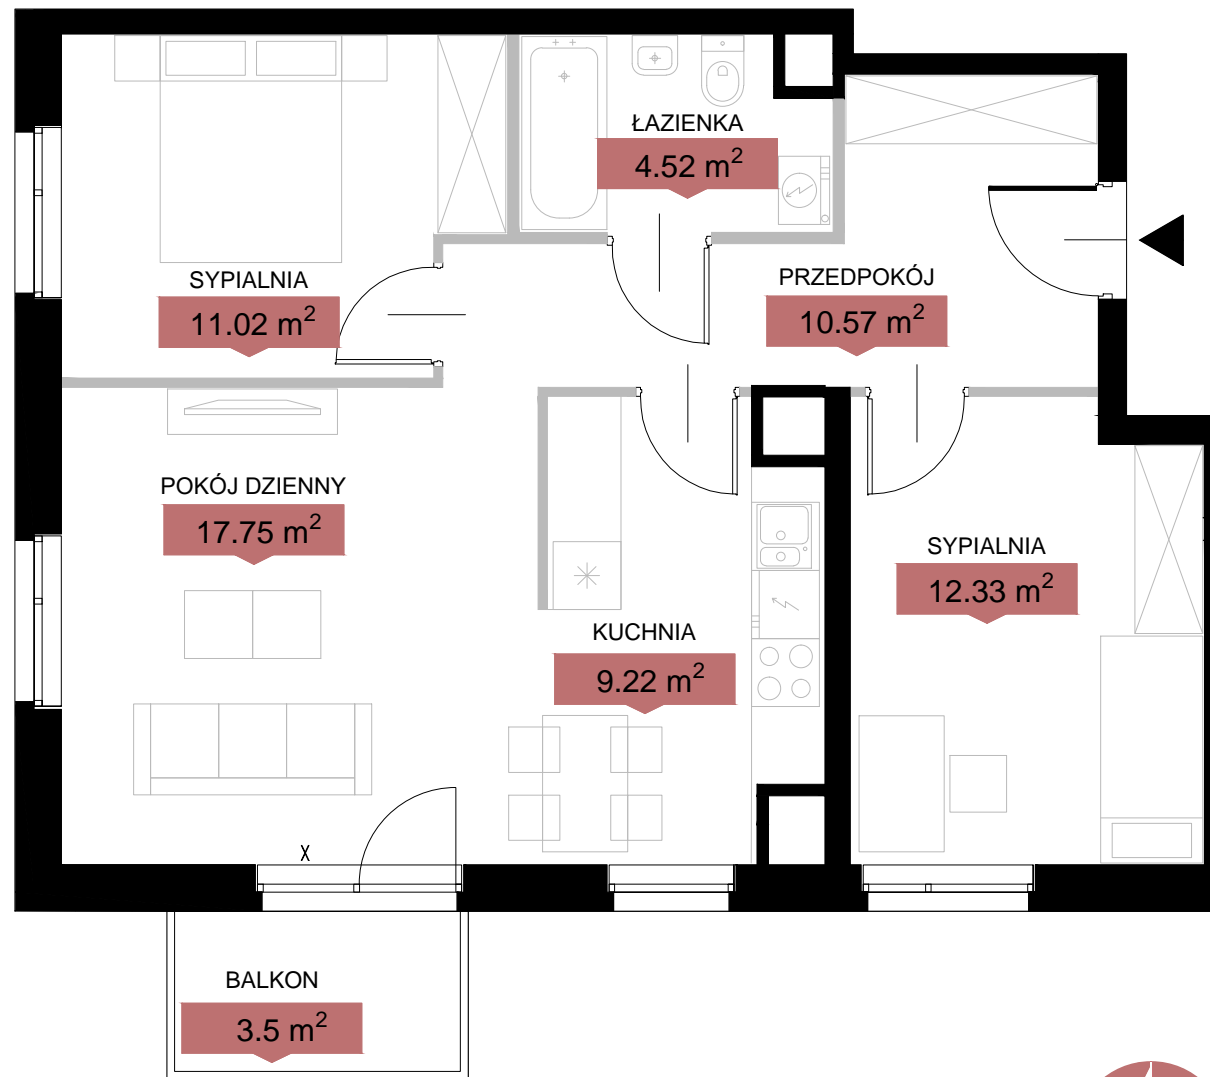 ŁAZIENKA
4.52 m²
SYPIALNIA
11.02 m²
PRZEDPOKÓJ
10.57 m²
POKÓJ DZIENNY
17.75 m²
SYPIALNIA
12.33 m²
KUCHNIA
9.22 m²
X
BALKON
3.5 m²